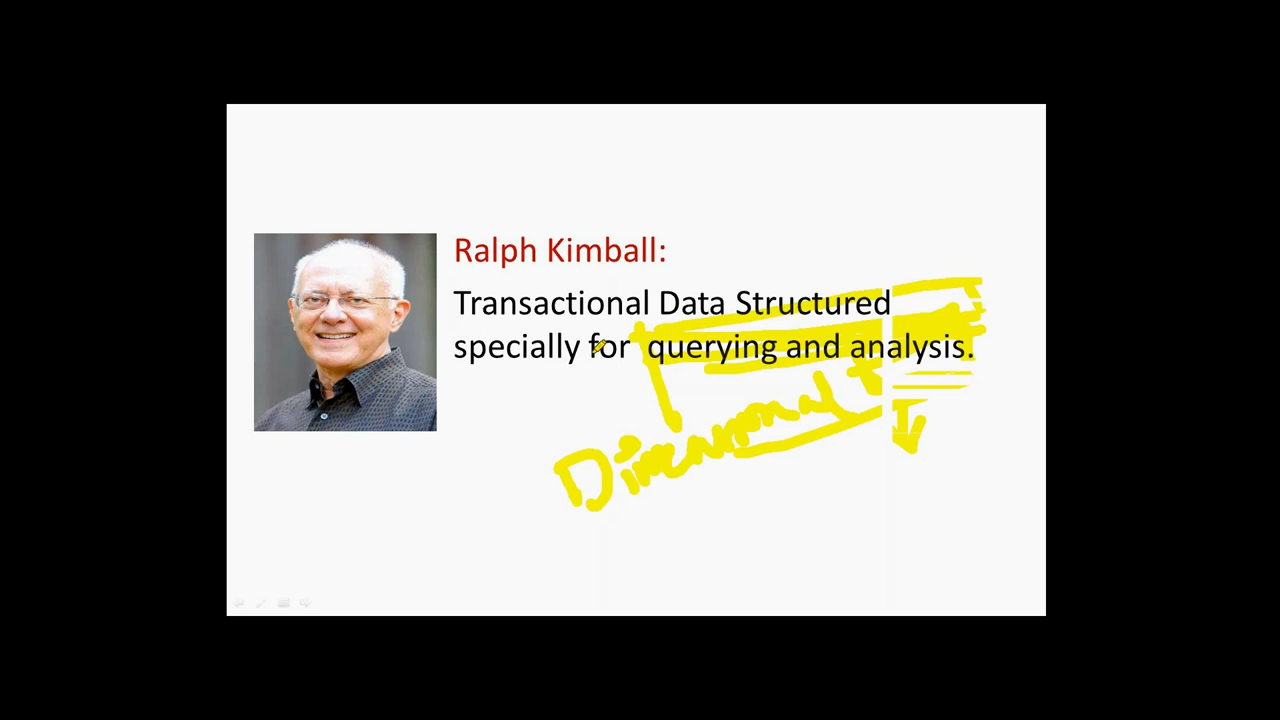 Ralph Kimball:
Transactional Data Structured
specially for querying and analysis.
Dimensional